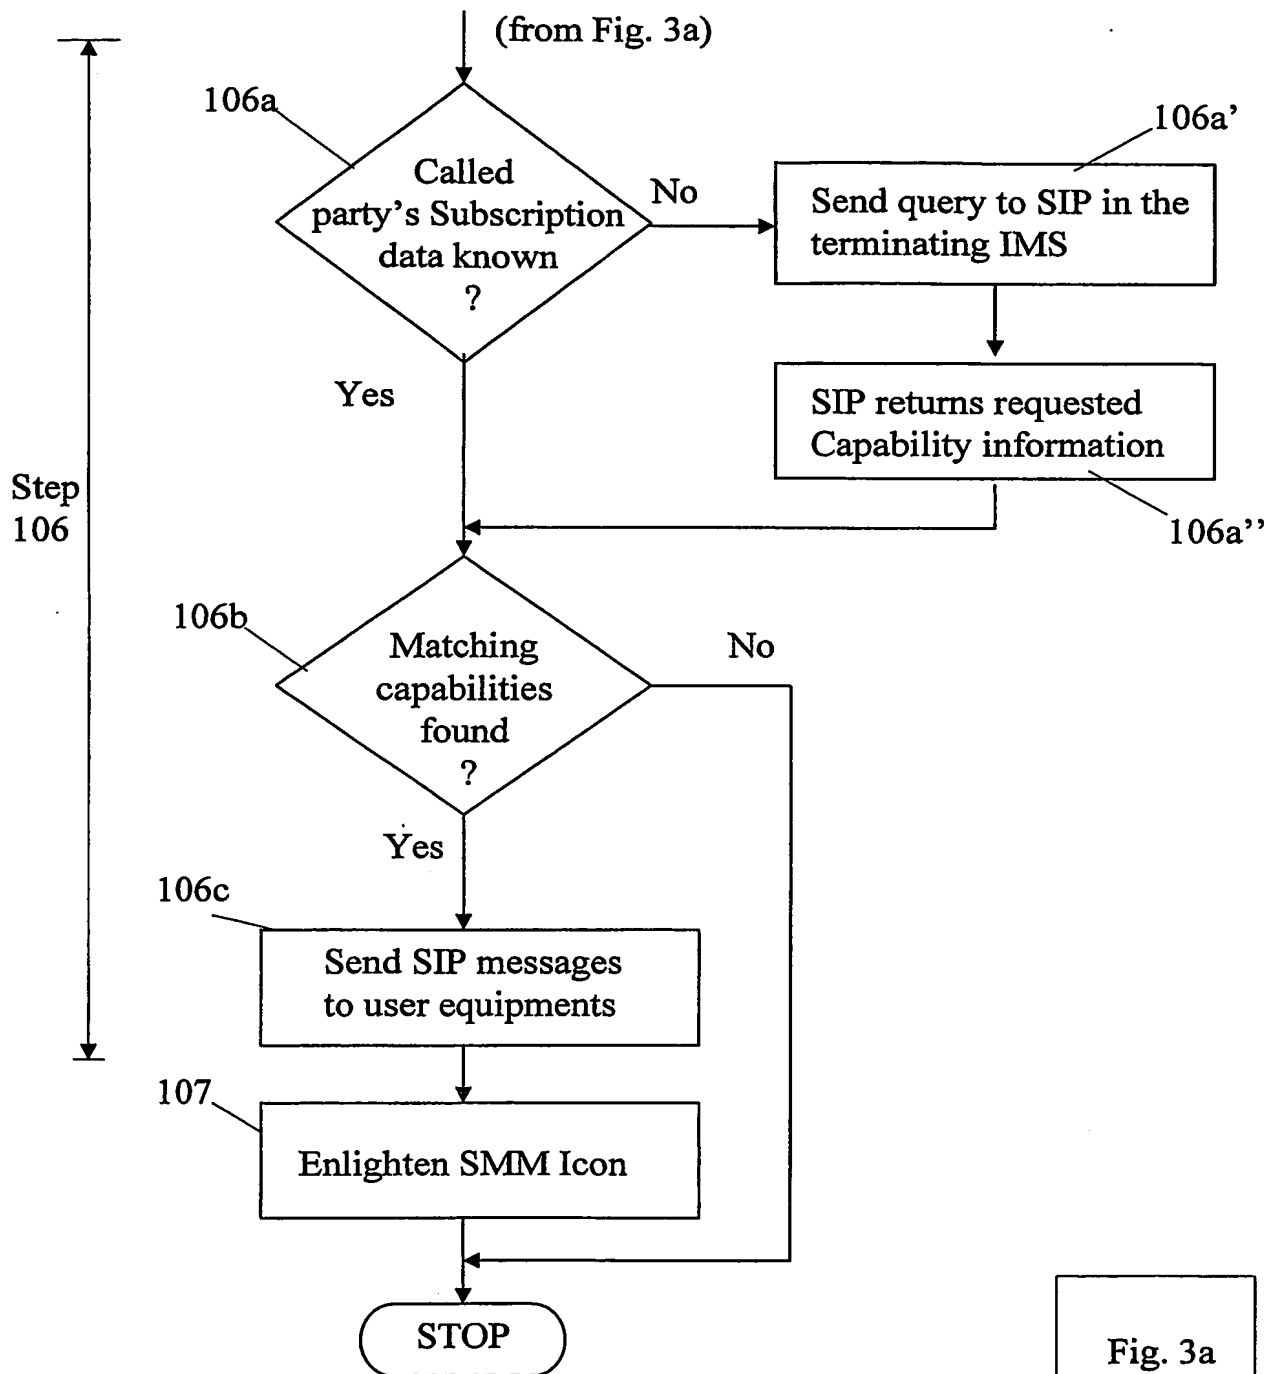 (from Fig. 3a)
106a
106a’
Called
party’s Subscription
data known
?
No
Send query to SIP in the
terminating IMS
Yes
SIP returns requested
Capability information
Step
106
106a’’
106b
Matching
capabilities
found
?
No
Yes
106c
Send SIP messages
to user equipments
107
Enlighten SMM Icon
STOP
Fig. 3a